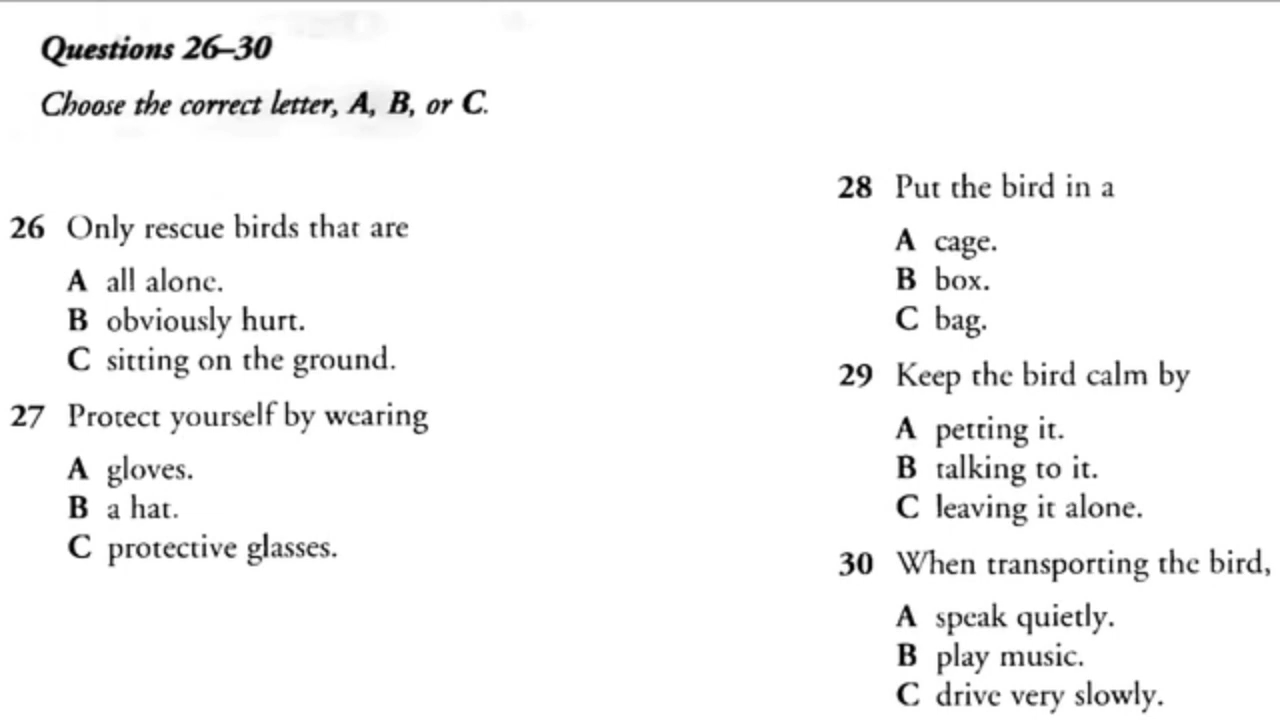 Questions 26–30
Choose the correct letter, A, B, or C.
26 Only rescue birds that are
A all alone.
B obviously hurt.
C sitting on the ground.
27 Protect yourself by wearing
A gloves.
B a hat.
C protective glasses.
28 Put the bird in a
A cage.
B box.
C bag.
29 Keep the bird calm by
A petting it.
B talking to it.
C leaving it alone.
30 When transporting the bird,
A speak quietly.
B play music.
C drive very slowly.